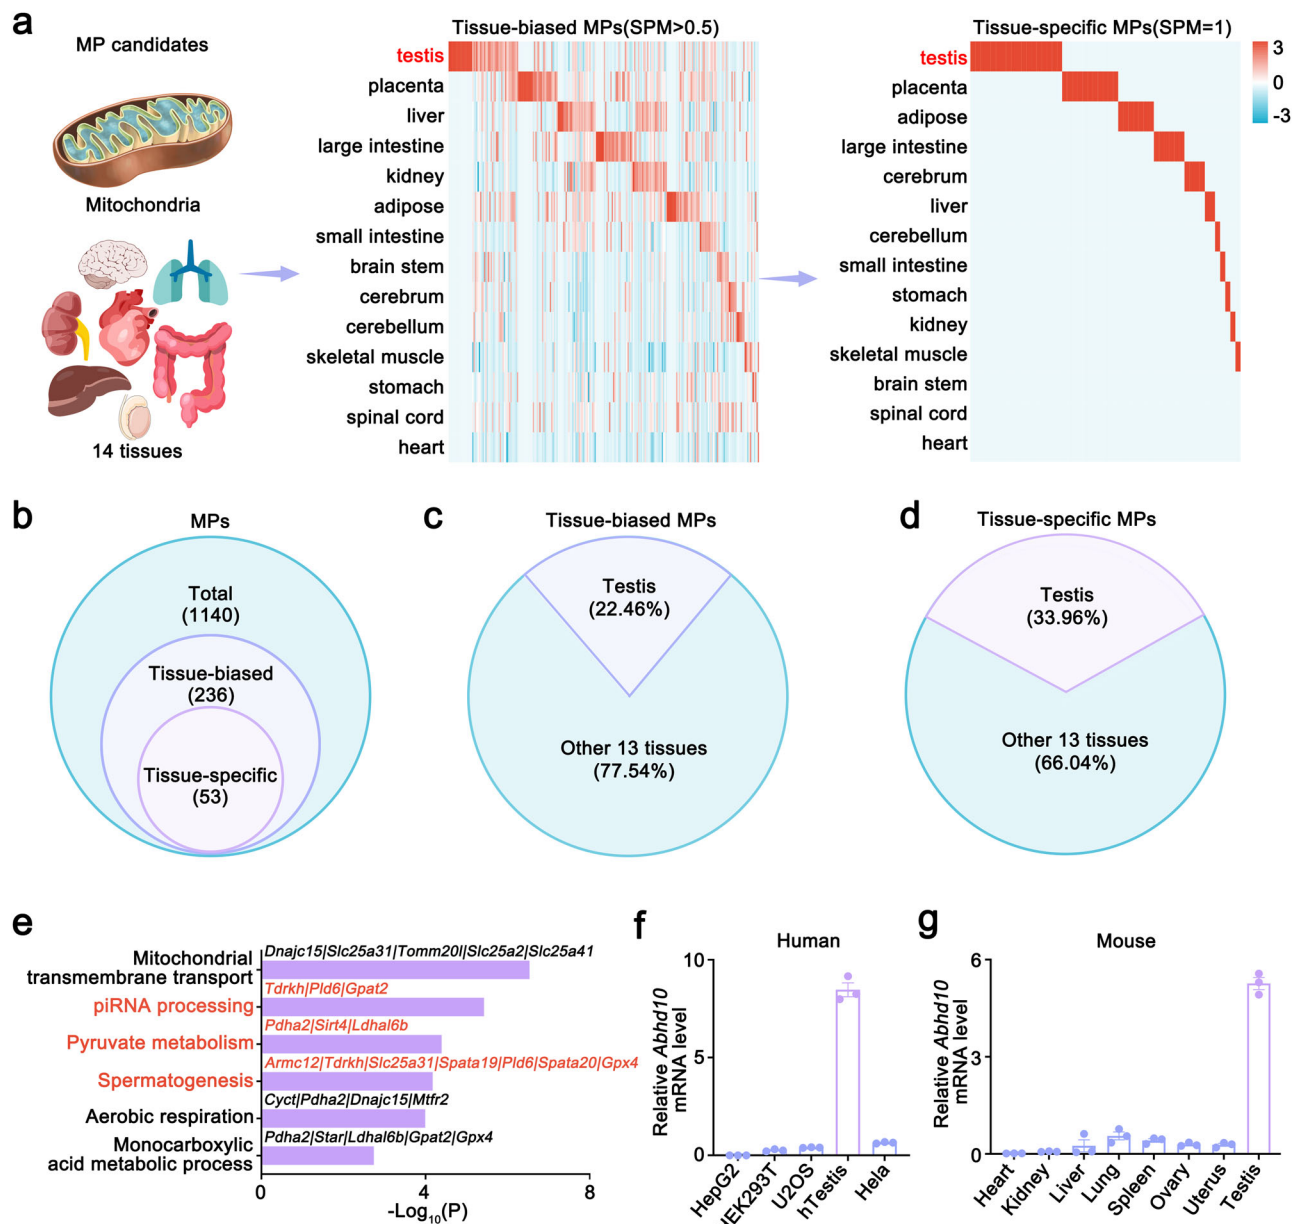 a
MP candidates
Mitochondria
14 tissues
Tissue-biased MPs(SPM>0.5)
testis
placenta
liver
large intestine
kidney
adipose
small intestine
brain stem
cerebrum
cerebellum
skeletal muscle
stomach
spinal cord
heart
Tissue-specific MPs(SPM=1)
testis
placenta
adipose
large intestine
cerebrum
liver
cerebellum
small intestine
stomach
kidney
skeletal muscle
brain stem
spinal cord
heart
3
0
-3
b
MPs
Total
(1140)
Tissue-biased
(236)
Tissue-specific
(53)
c
Tissue-biased MPs
Testis
(22.46%)
Other 13 tissues
(77.54%)
d
Tissue-specific MPs
Testis
(33.96%)
Other 13 tissues
(66.04%)
e
Mitochondrial
transmembrane transport
Dnajc15|Slc25a31|Tomm20l|Slc25a2|Slc25a41
piRNA processing
Tdrkh|Pld6|Gpat2
Pyruvate metabolism
Pdha2|Sirt4|Ldhal6b
Spermatogenesis
Armc12|Tdrkh|Slc25a31|Spata19|Pld6|Spata20|Gpx4
Aerobic respiration
Cyct|Pdha2|Dnajc15|Mtfr2
Monocarboxylic
acid metabolic process
Pdha2|Star|Ldhal6b|Gpat2|Gpx4
0
4
8
-Log10(P)
f
Human
Relative Abhd10
mRNA level
10
5
0
HepG2
HEK293T
U2OS
hTestis
Hela
g
Mouse
Relative Abhd10
mRNA level
6
3
0
Heart
Kidney
Liver
Lung
Spleen
Ovary
Uterus
Testis